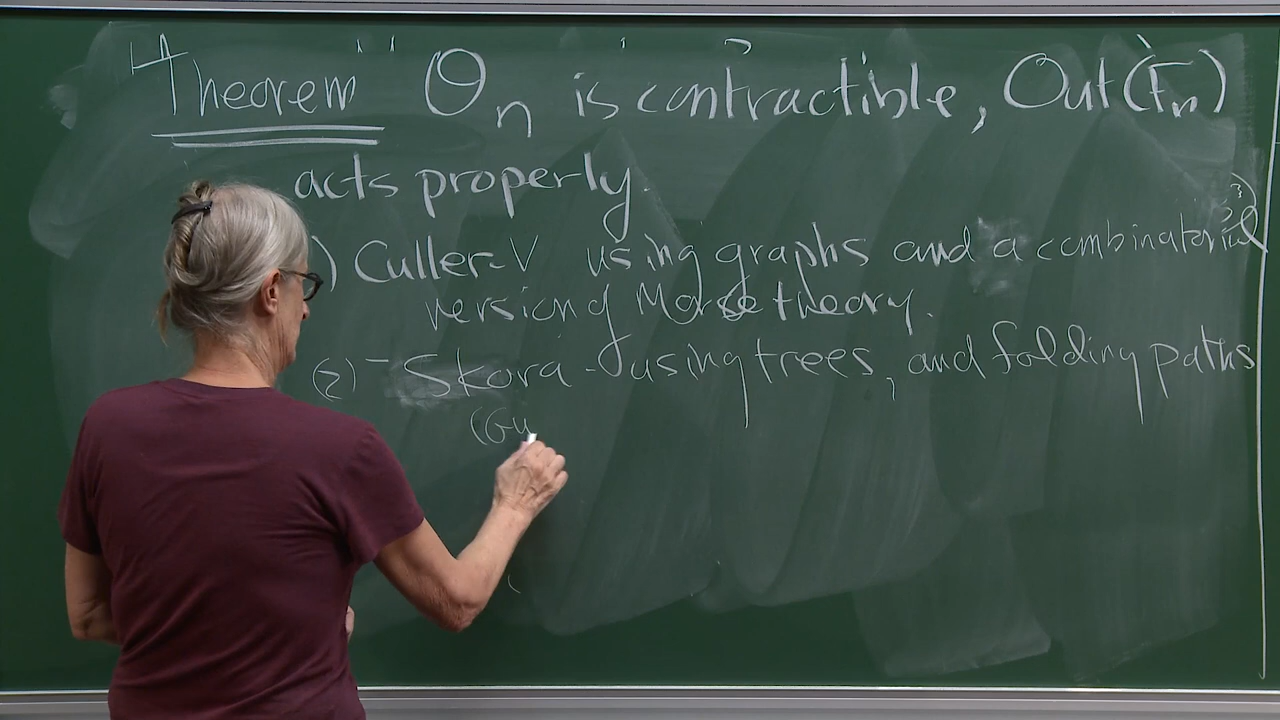 Theorem O_n is contractible, Out(F_n)
acts properly.
) Culler-V using graphs and a combinatorial
version of Morse theory.
(2) - Skora - using trees, and folding paths
(Gu